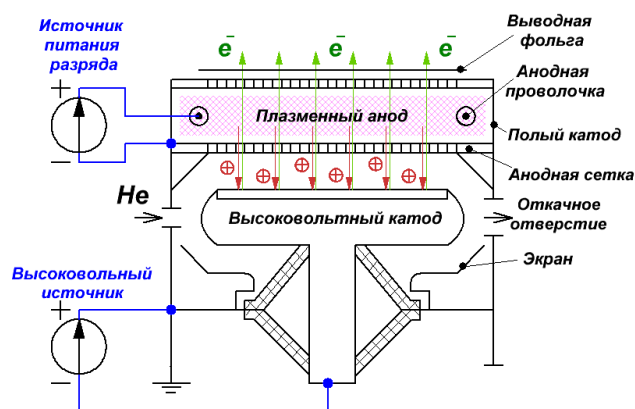 Источник
питания
разряда
e-
e-
e-
Выводная
фольга
Анодная
проволочка
Плазменный анод
Полый катод
Анодная сетка
He
Высоковольтный катод
Откачное
отверстие
Высоковольный
источник
Экран
+
−
+
−